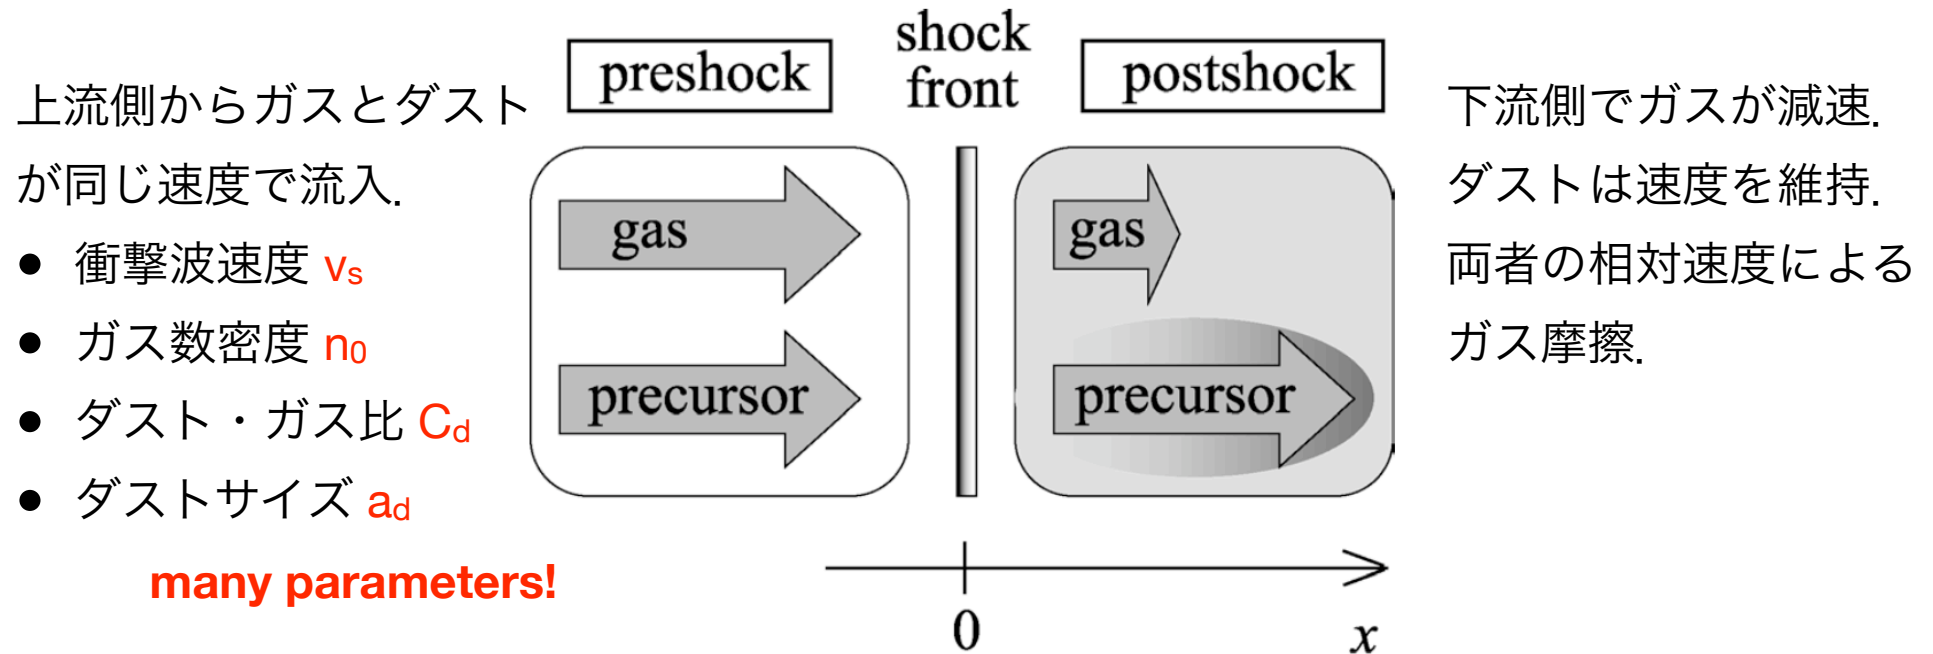 上流側からガスとダスト
が同じ速度で流入.
● 衝撃波速度 vs
● ガス数密度 n0
● ダスト・ガス比 Cd
● ダストサイズ ad
many parameters!
preshock
shock
front
postshock
gas
precursor
gas
precursor
0
x
下流側でガスが減速.
ダストは速度を維持.
両者の相対速度による
ガス摩擦.